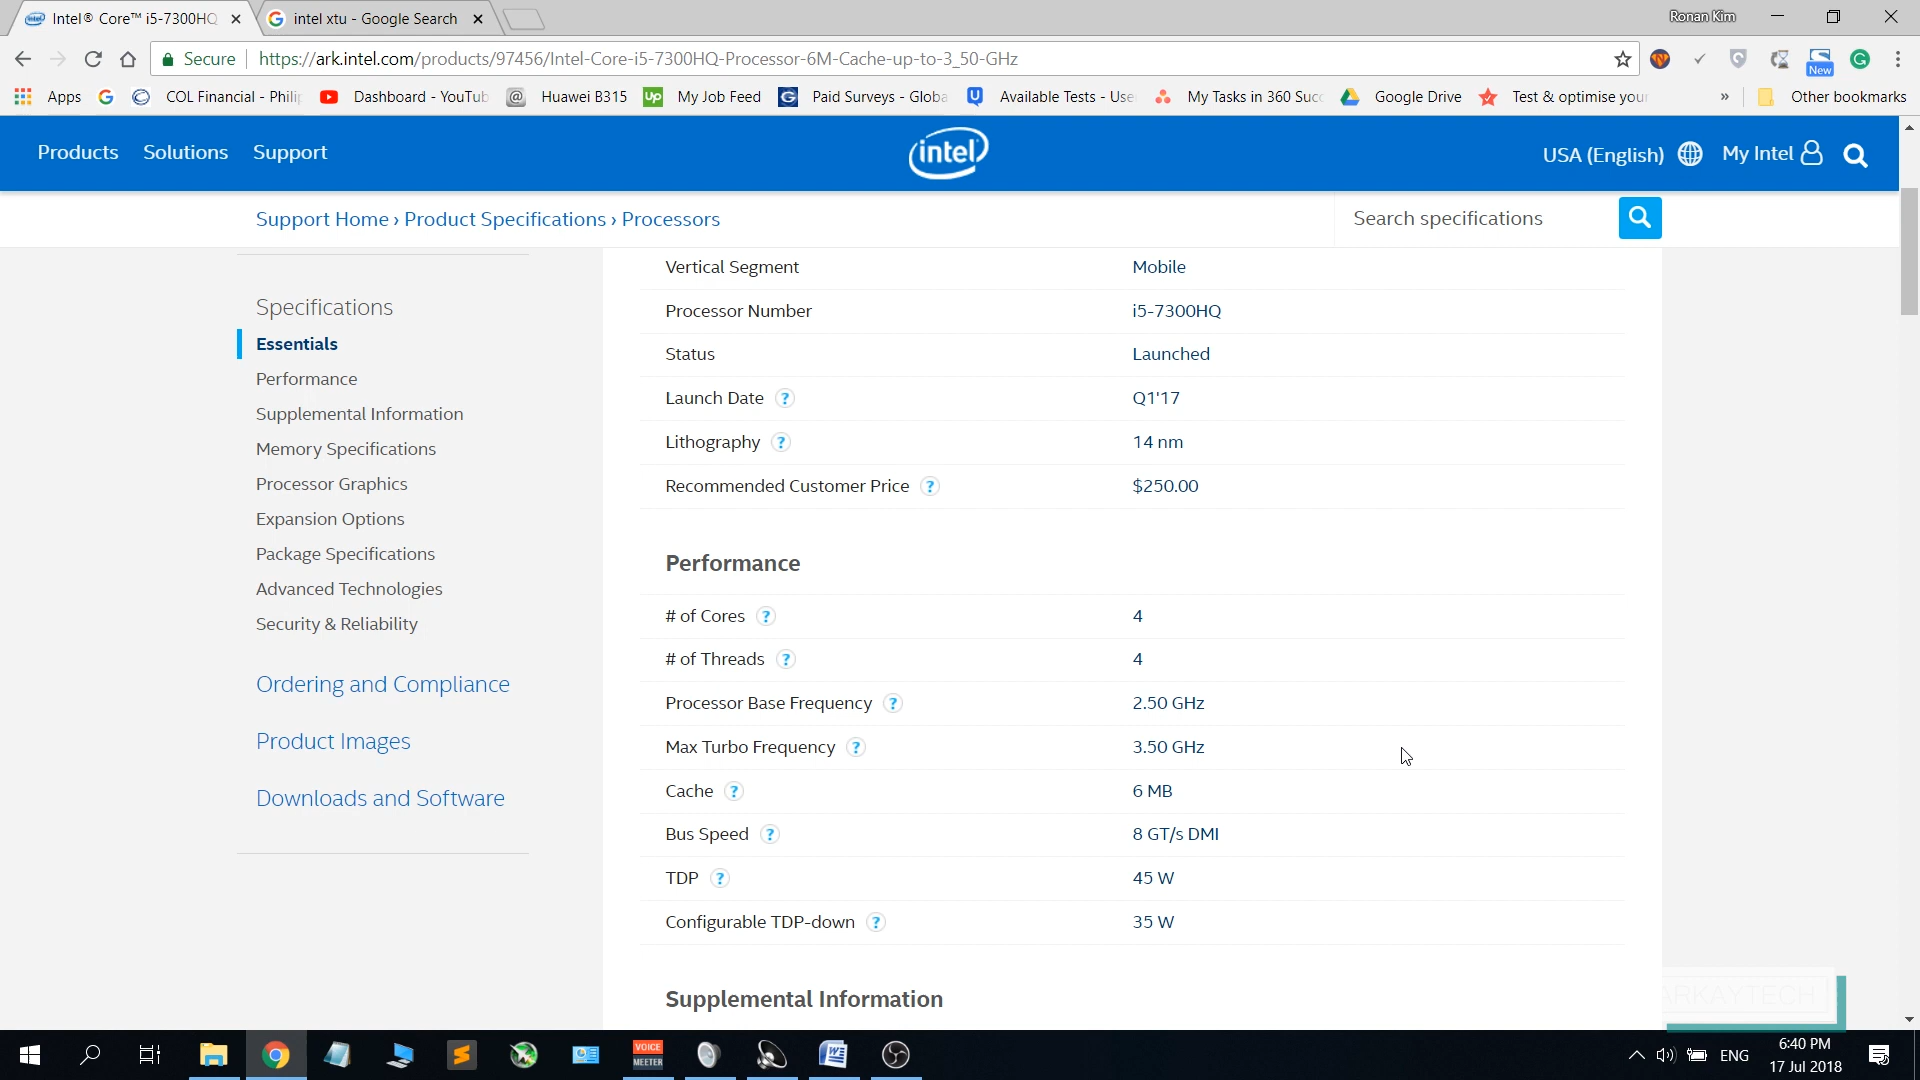 Intel® Core™ i5-7300HQ
intel xtu - Google Search
Ronan Kim
Secure
https://ark.intel.com/products/97456/Intel-Core-i5-7300HQ-Processor-6M-Cache-up-to-3_50-GHz
New
Apps
COL Financial - Philip
Dashboard - YouTub
Huawei B315
up
My Job Feed
Paid Surveys - Globa
Available Tests - Use
My Tasks in 360 Succ
Google Drive
Test & optimise your
»
Other bookmarks
Products
Solutions
Support
intel
USA (English)
My Intel
Support Home › Product Specifications › Processors
Search specifications
Specifications
Essentials
Performance
Supplemental Information
Memory Specifications
Processor Graphics
Expansion Options
Package Specifications
Advanced Technologies
Security & Reliability
Ordering and Compliance
Product Images
Downloads and Software
Vertical Segment Mobile
Processor Number i5-7300HQ
Status Launched
Launch Date ? Q1'17
Lithography ? 14 nm
Recommended Customer Price ? $250.00
Performance
# of Cores ? 4
# of Threads ? 4
Processor Base Frequency ? 2.50 GHz
Max Turbo Frequency ? 3.50 GHz
Cache ? 6 MB
Bus Speed ? 8 GT/s DMI
TDP ? 45 W
Configurable TDP-down ? 35 W
Supplemental Information
ARKAYTECH
VOICE
MEETER
ENG
6:40 PM
17 Jul 2018